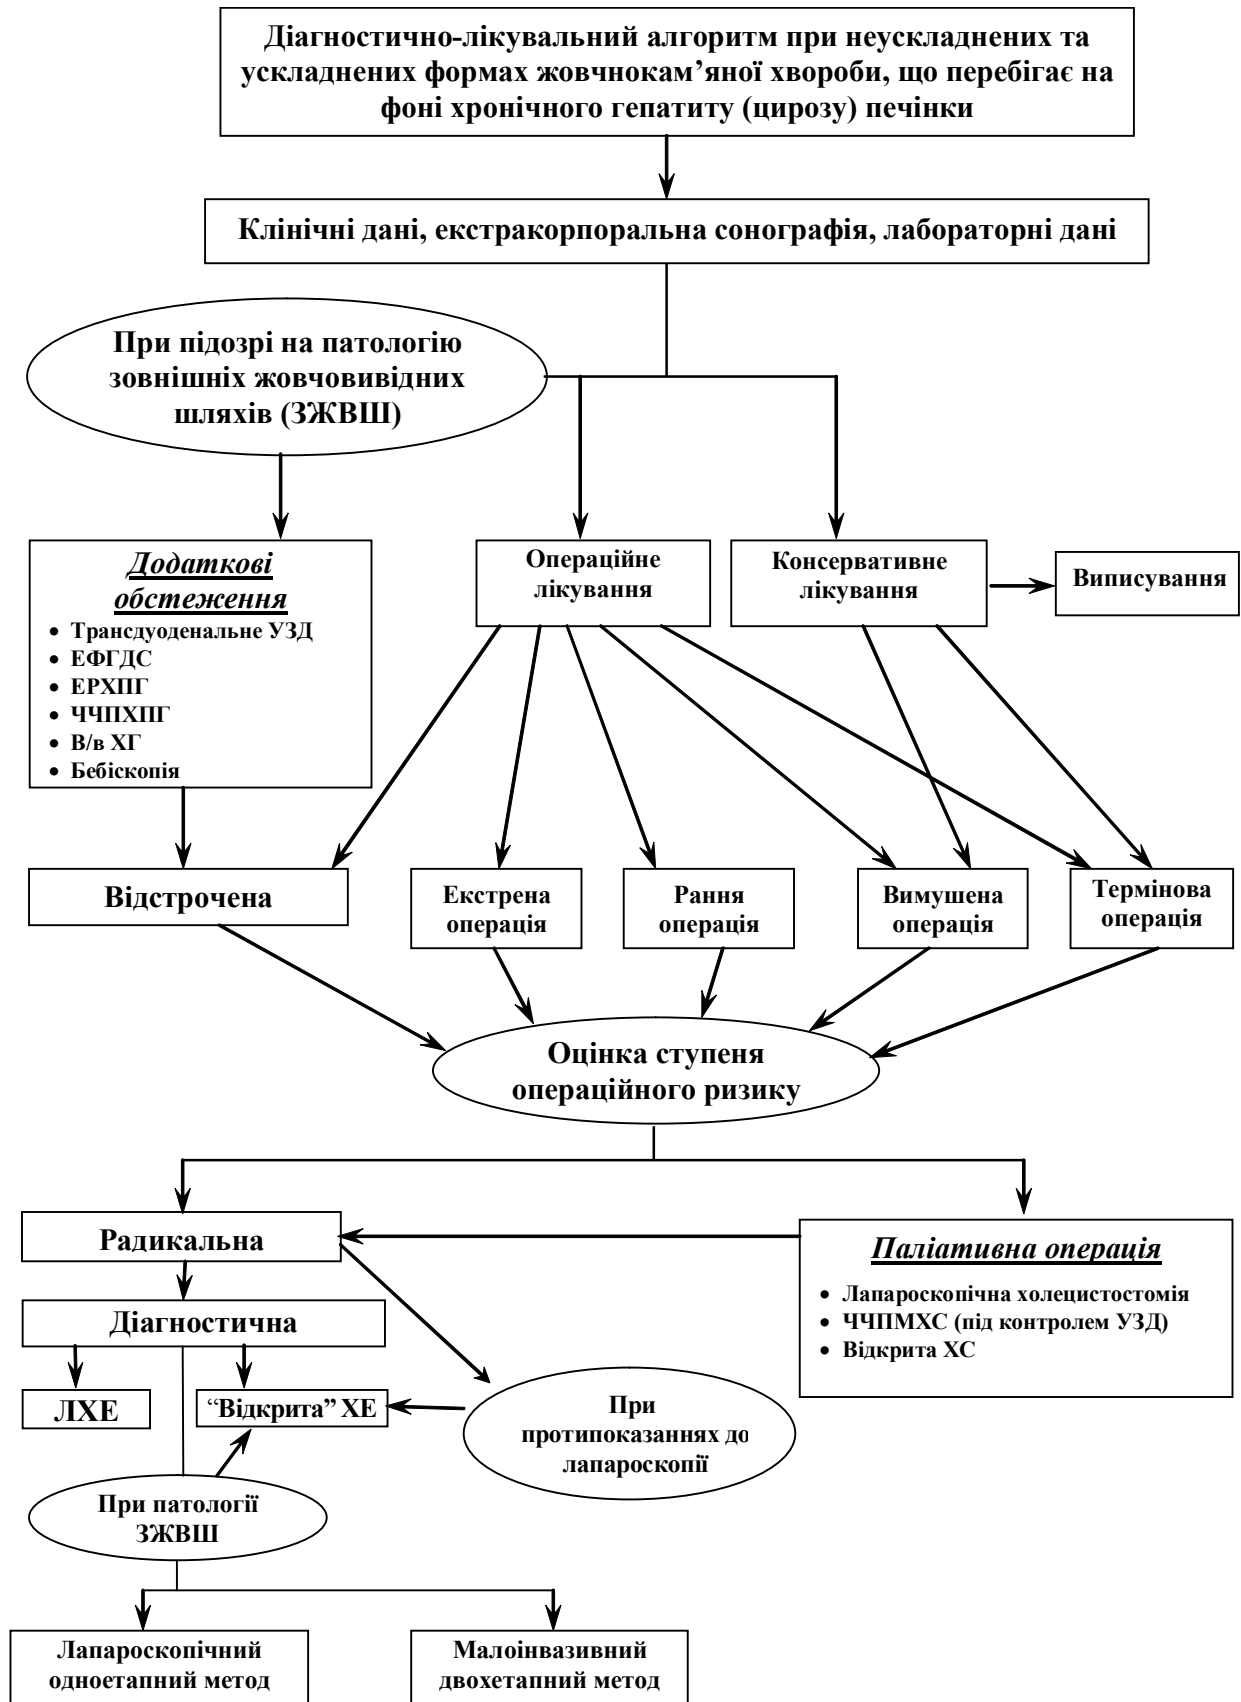 Діагностично-лікувальний алгоритм при неускладнених та
ускладнених формах жовчнокам’яної хвороби, що перебігає на
фоні хронічного гепатиту (цирозу) печінки
Клінічні дані, екстракорпоральна сонографія, лабораторні дані
При підозрі на патологію
зовнішніх жовчовивідних
шляхів (ЗЖВШ)
Додаткові
обстеження
• Трансдуоденальне УЗД
• ЕФГДС
• ЕРХПГ
• ЧЧПХПГ
• В/в ХГ
• Бебіскопія
Операційне
лікування
Консервативне
лікування
Виписування
Відстрочена
Екстрена
операція
Рання
операція
Вимушена
операція
Термінова
операція
Оцінка ступеня
операційного ризику
Радикальна
Паліативна операція
• Лапароскопічна холецистостомія
• ЧЧПМХС (під контролем УЗД)
• Відкрита ХС
Діагностична
ЛХЕ
“Відкрита” ХЕ
При
протипоказаннях до
лапароскопії
При патології
ЗЖВШ
Лапароскопічний
одноетапний метод
Малоінвазивний
двохетапний метод